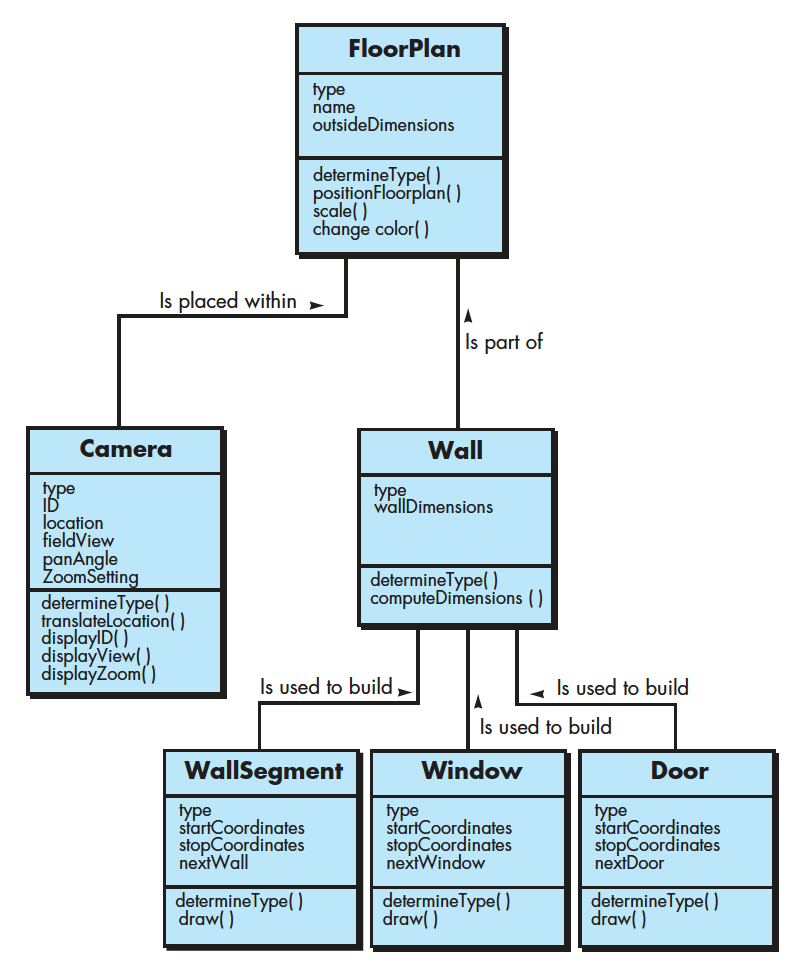 FloorPlan
type
name
outsideDimensions
determineType( )
positionFloorplan( )
scale( )
change color( )
Is placed within
Is part of
Camera
type
ID
location
fieldView
panAngle
ZoomSetting
determineType( )
translateLocation( )
displayID( )
displayView( )
displayZoom( )
Wall
type
wallDimensions
determineType( )
computeDimensions ( )
Is used to build
Is used to build
Is used to build
WallSegment
type
startCoordinates
stopCoordinates
nextWall
determineType( )
draw( )
Window
type
startCoordinates
stopCoordinates
nextWindow
determineType( )
draw( )
Door
type
startCoordinates
stopCoordinates
nextDoor
determineType( )
draw( )